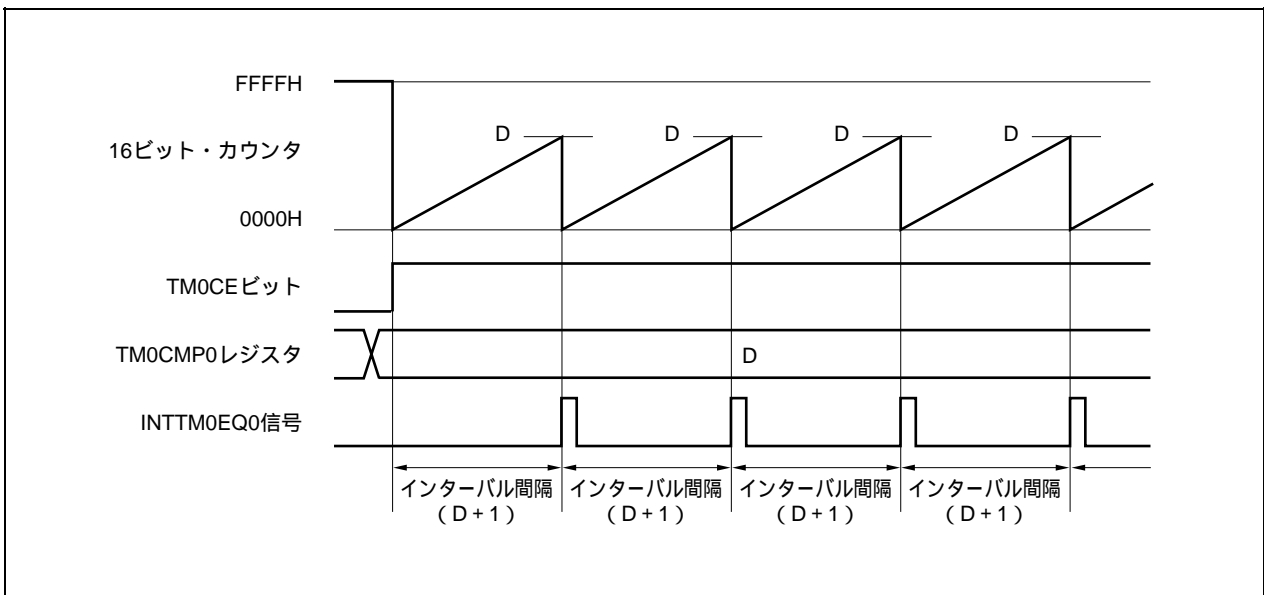 FFFFH
D D D D
16ビット・カウンタ
0000H
TM0CEビット
TM0CMP0レジスタ D
INTTM0EQ0信号
インターバル間隔 インターバル間隔 インターバル間隔 インターバル間隔
（D+1） （D+1） （D+1） （D+1）